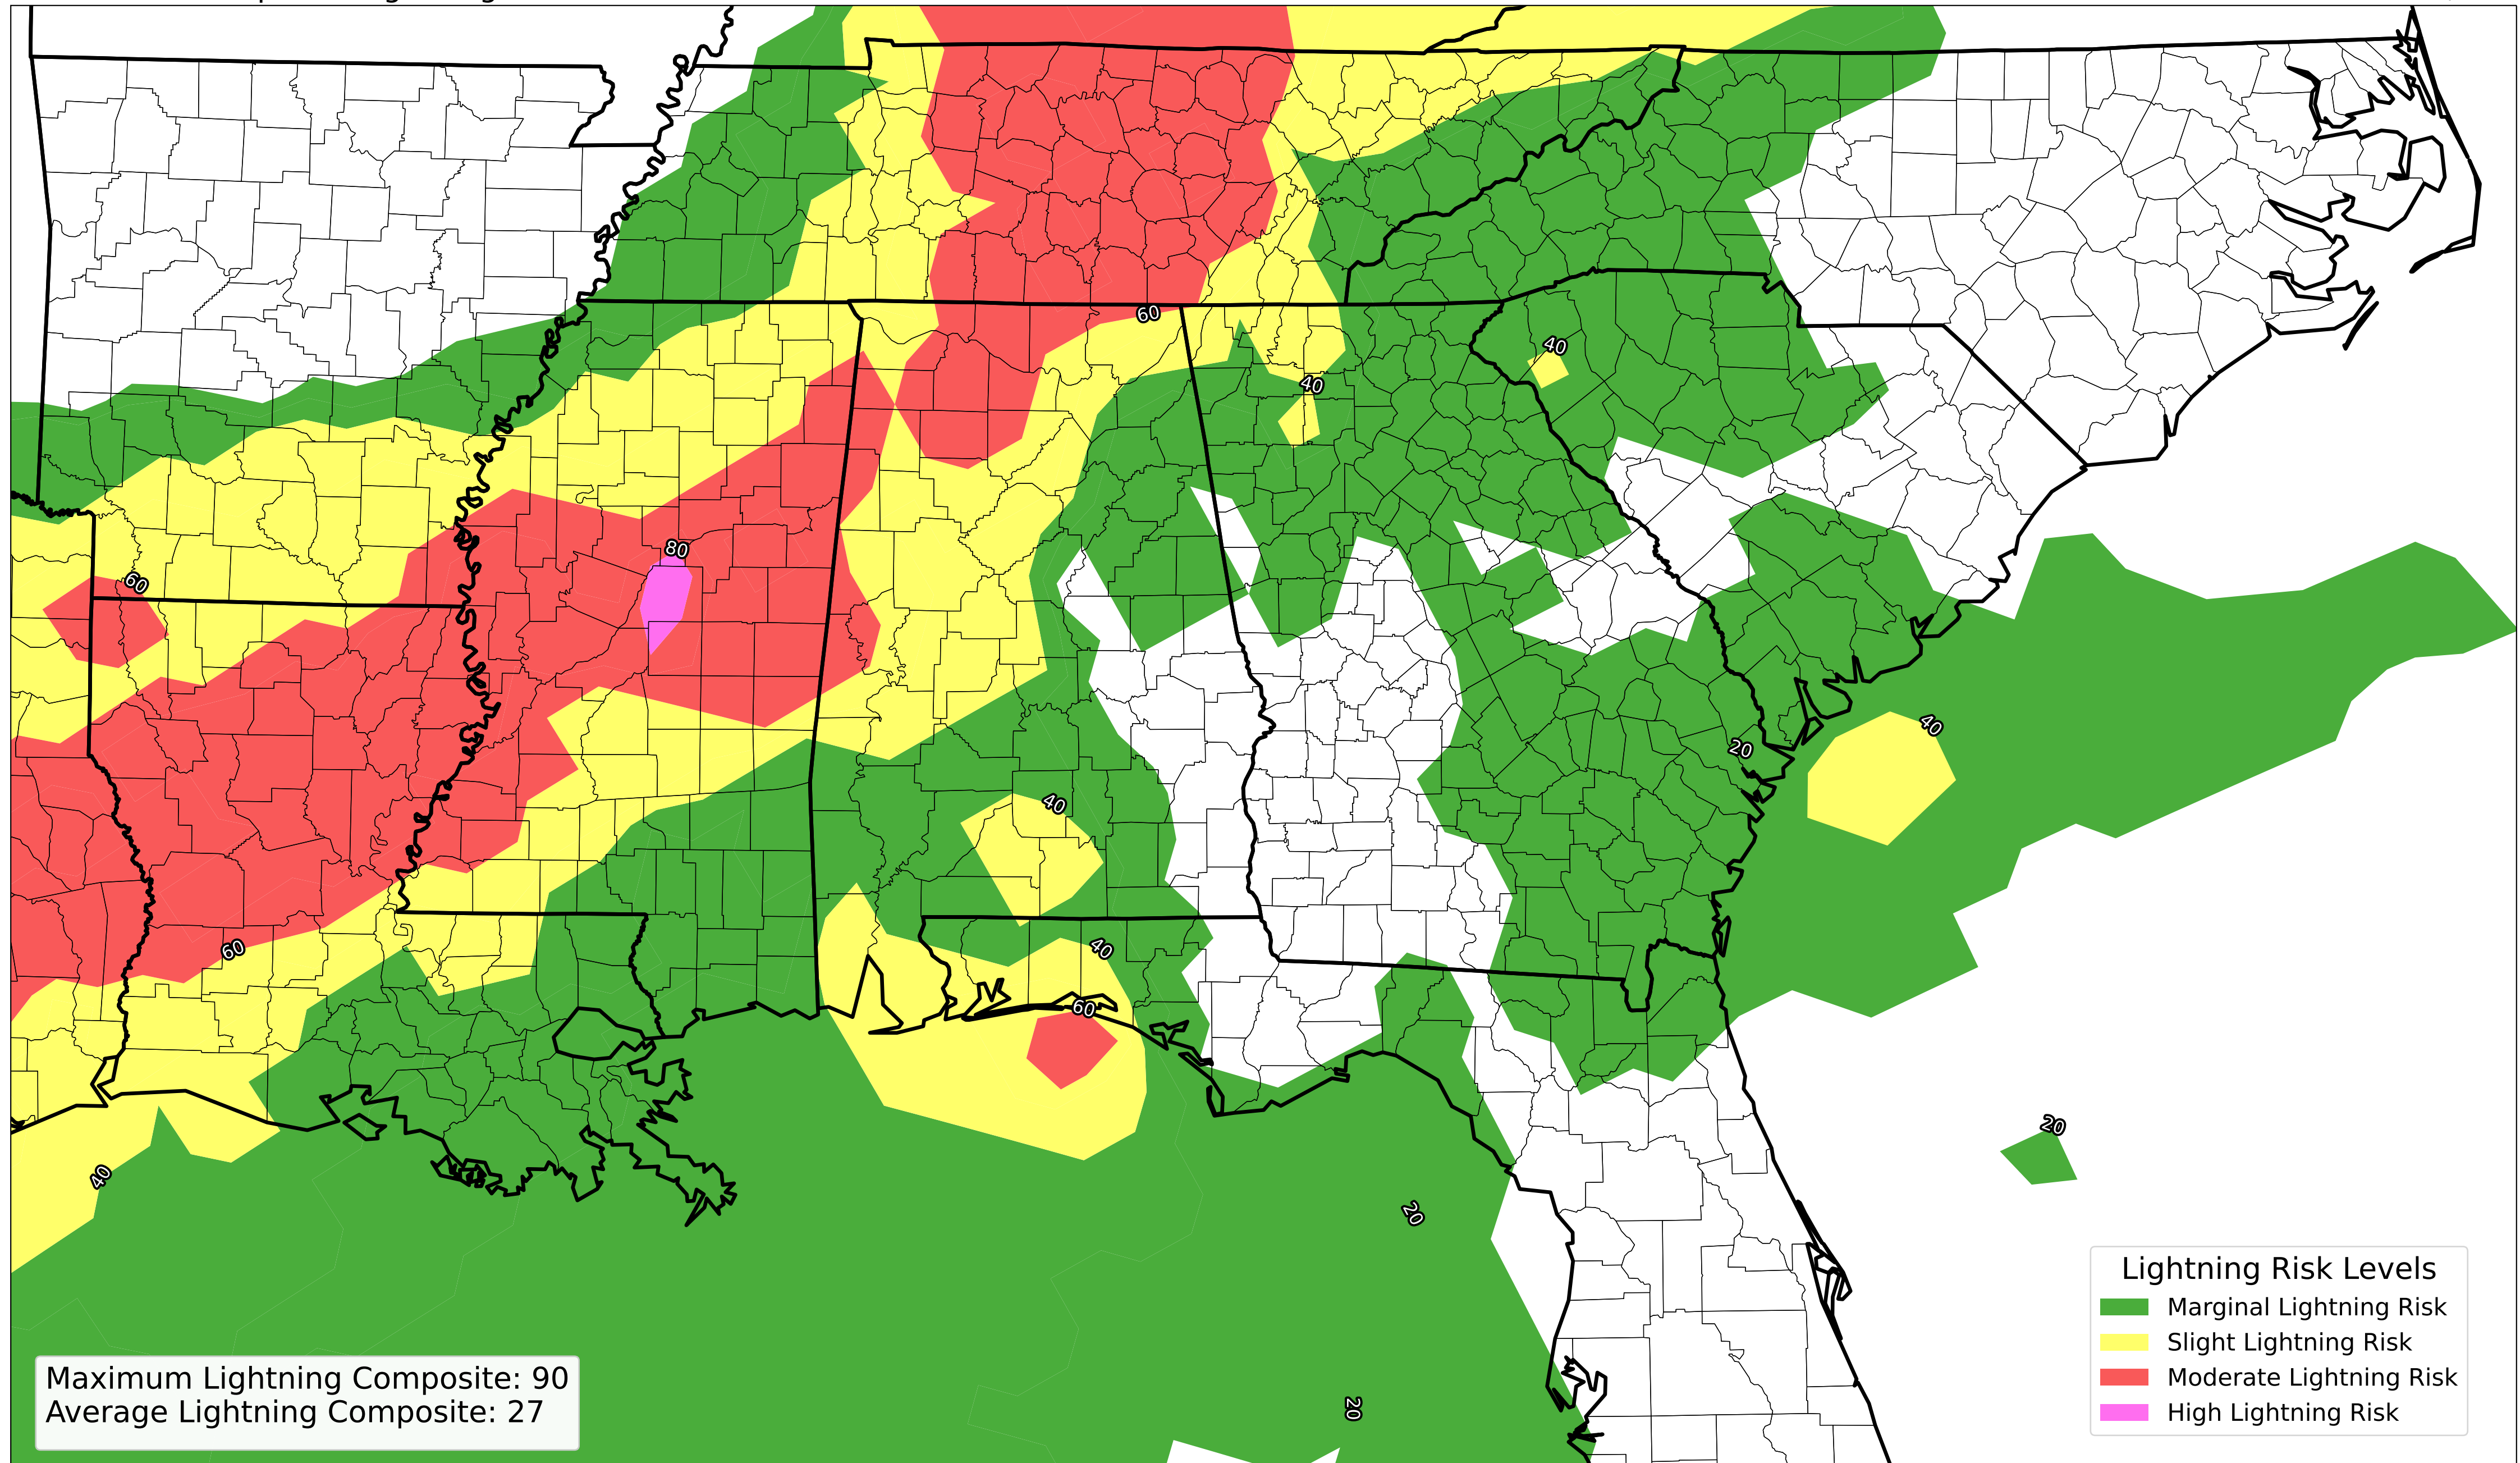 60
40
40
80
60
40
20
40
40
60
60
20
40
20
20
Lightning Risk Levels
Marginal Lightning Risk
Slight Lightning Risk
Moderate Lightning Risk
High Lightning Risk
Maximum Lightning Composite: 90
Average Lightning Composite: 27